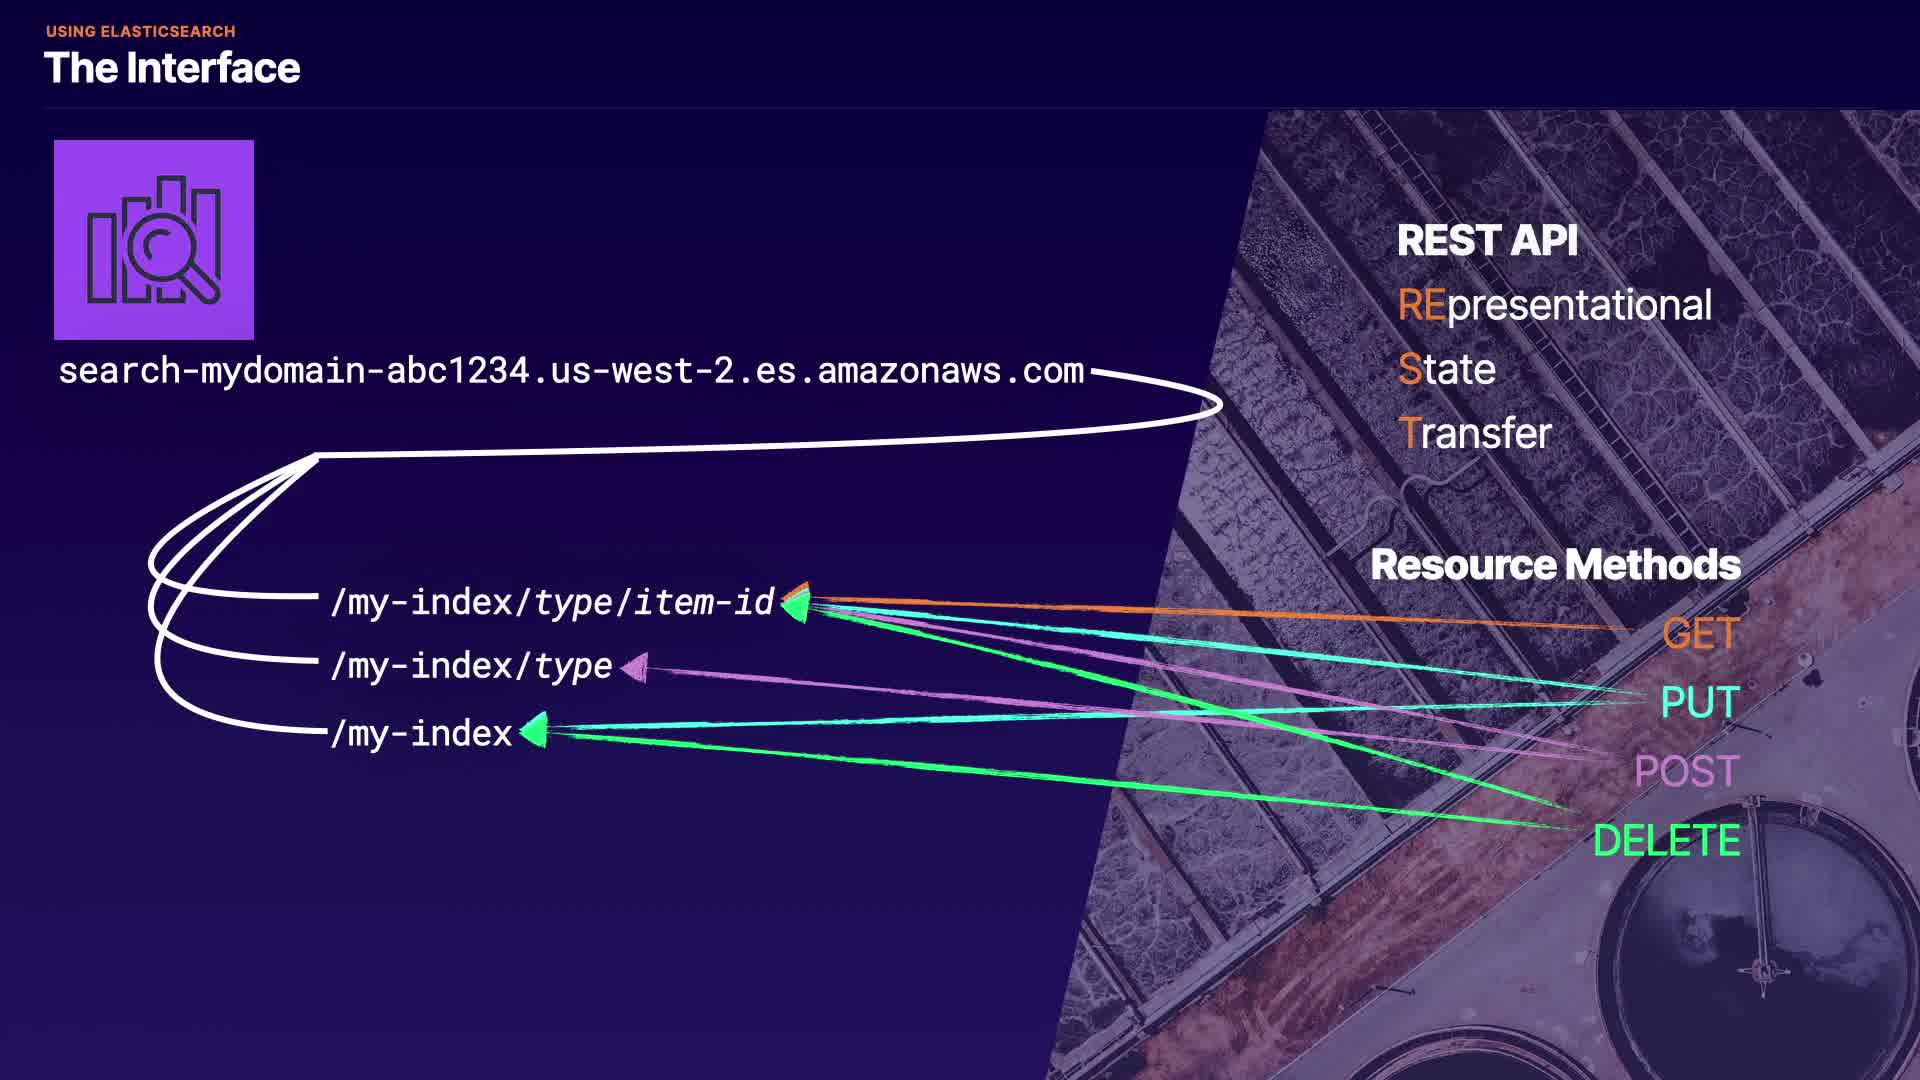 USING ELASTICSEARCH
The Interface
search-mydomain-abc1234.us-west-2.es.amazonaws.com
REST API
REpresentational
State
Transfer
/my-index/type/item-id
/my-index/type
/my-index
Resource Methods
GET
PUT
POST
DELETE